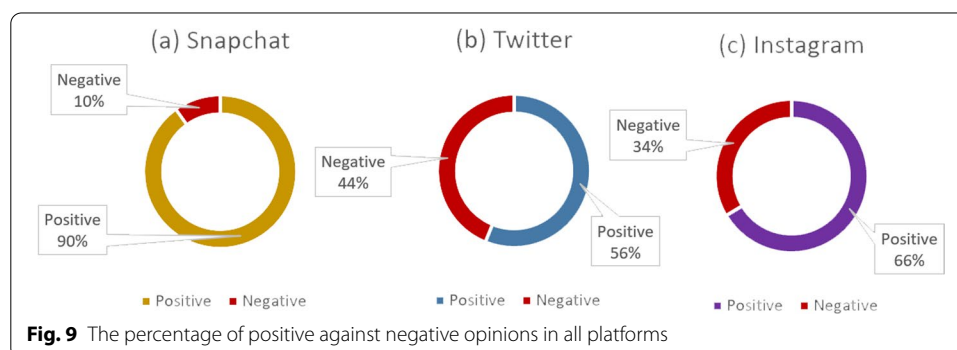 (a) Snapchat
Negative
10%
Positive
90%
Positive Negative
(b) Twitter
Negative
44%
Positive
56%
Positive Negative
(c) Instagram
Negative
34%
Positive
66%
Positive Negative
Fig. 9 The percentage of positive against negative opinions in all platforms